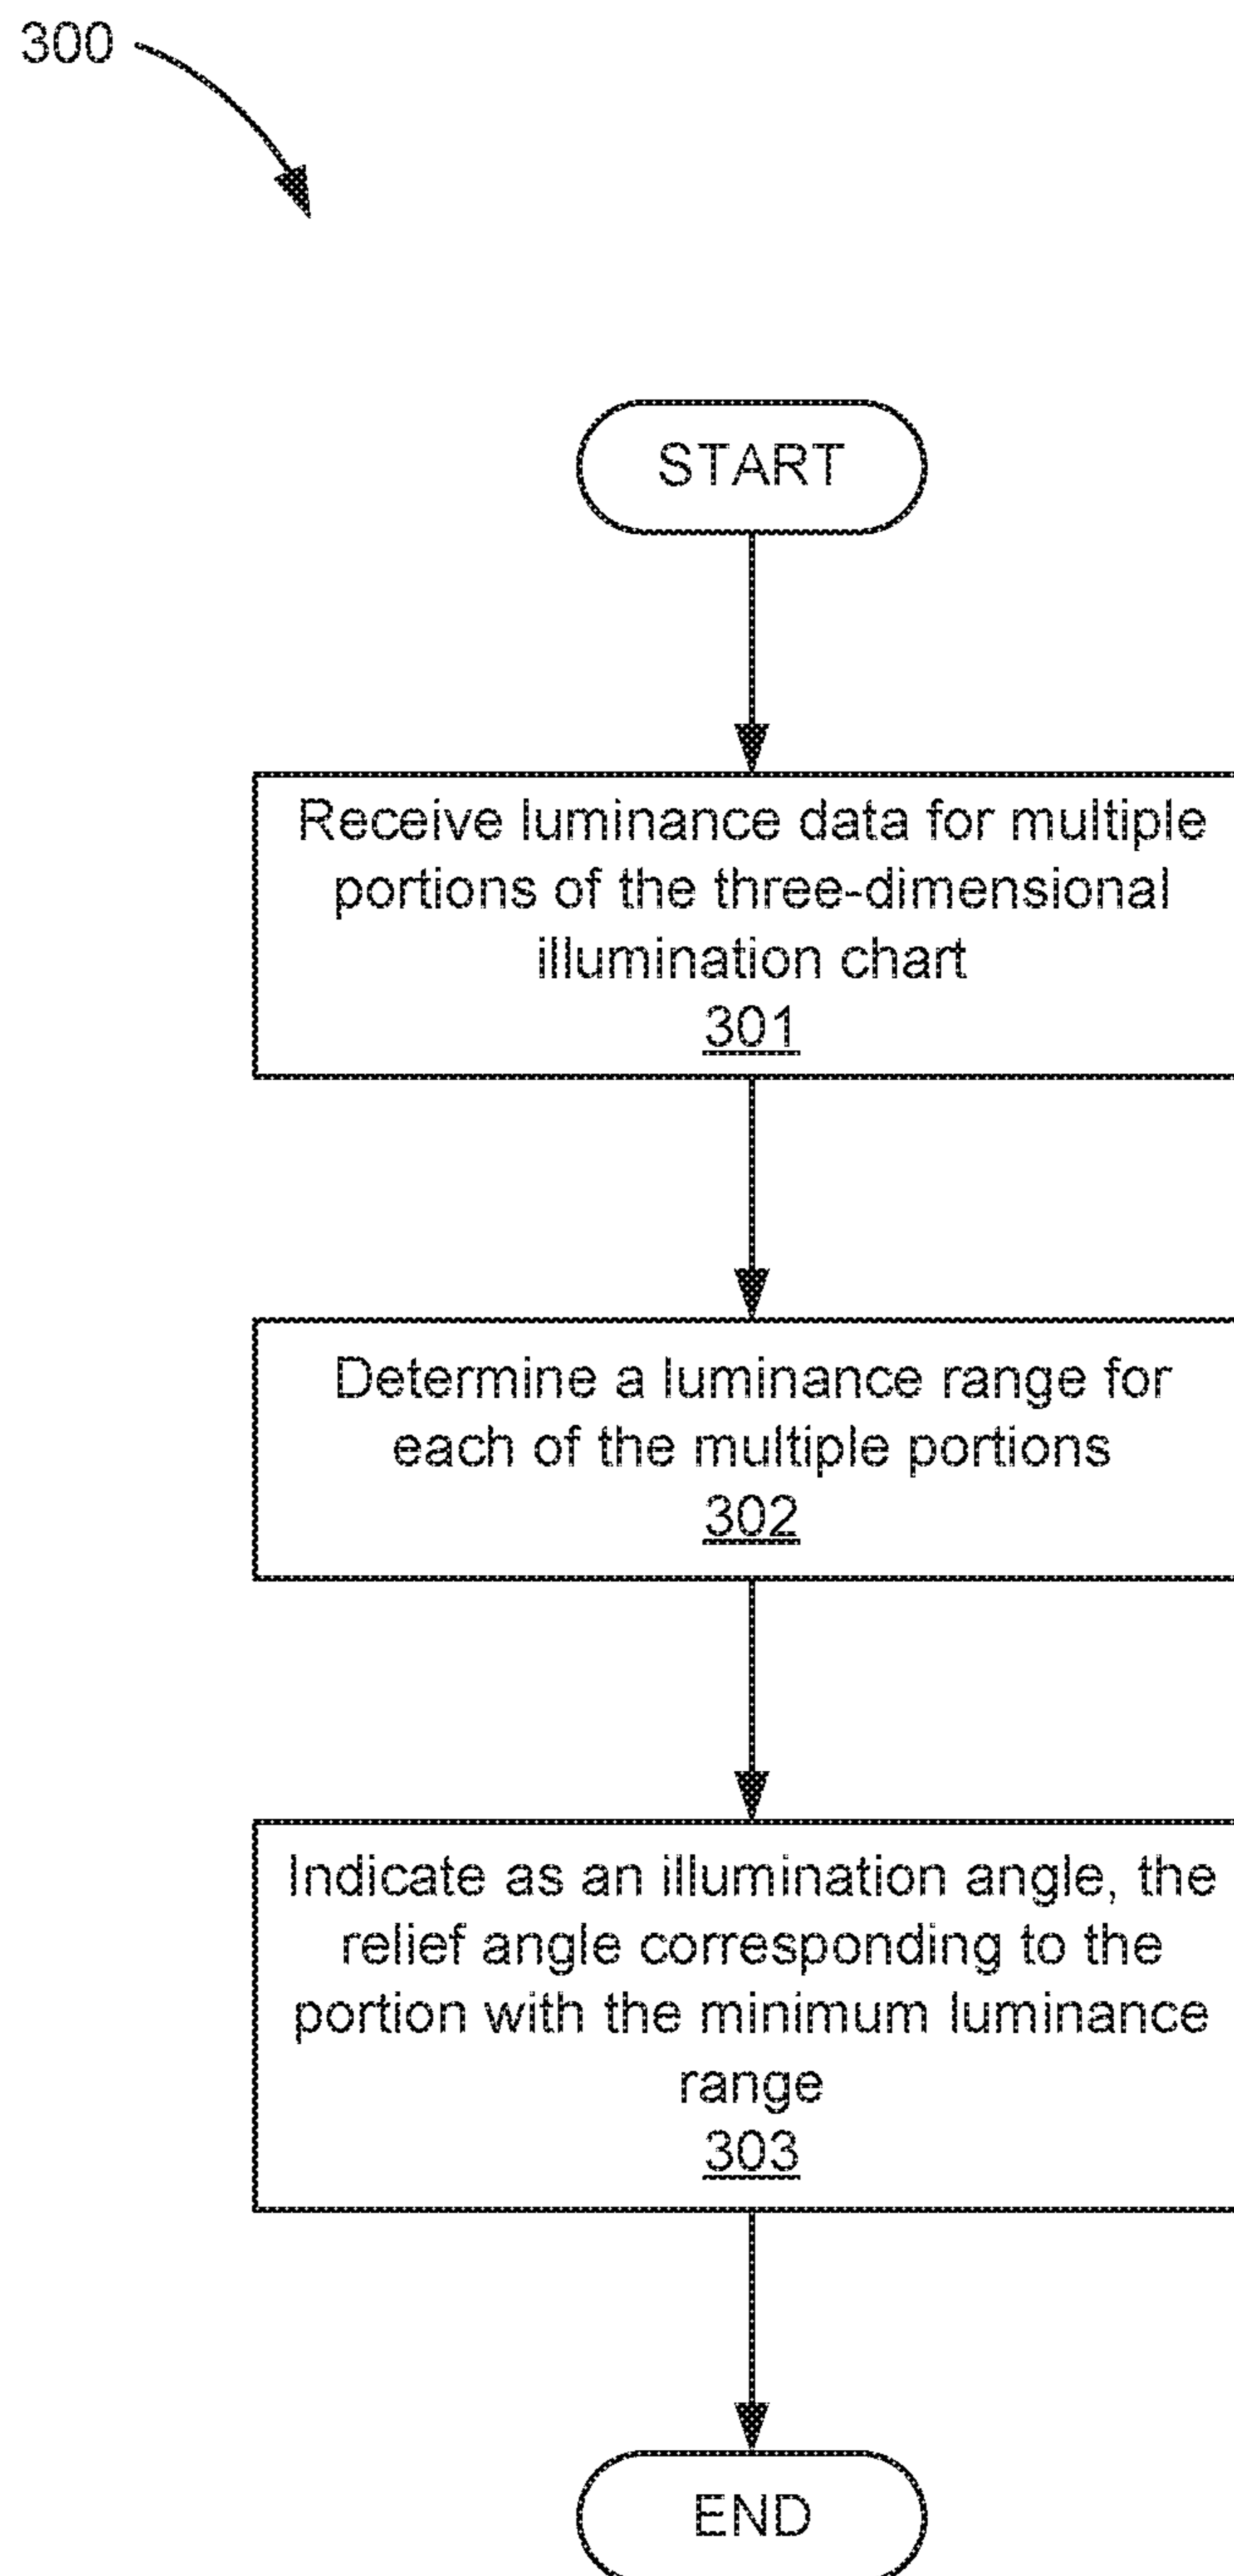 300
START
Receive luminance data for multiple
portions of the three-dimensional
illumination chart
301
Determine a luminance range for
each of the multiple portions
302
Indicate as an illumination angle, the
relief angle corresponding to the
portion with the minimum luminance
range
303
END